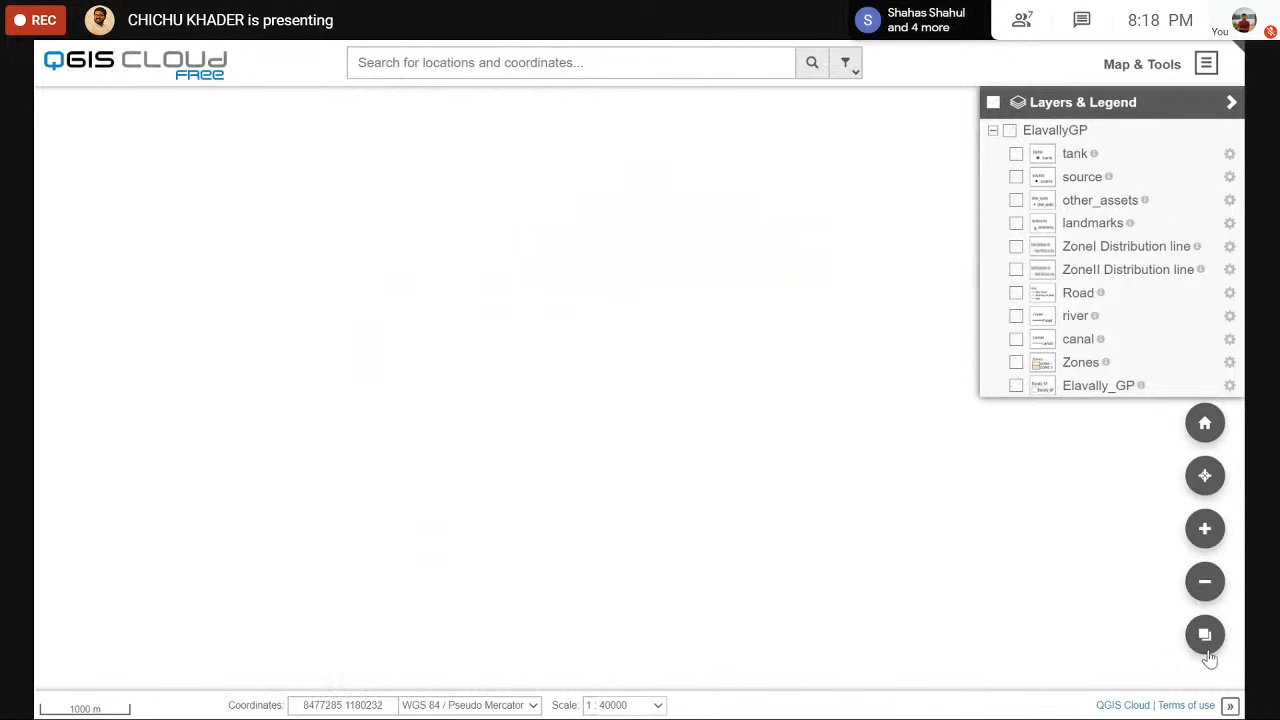 REC
CHICHU KHADER is presenting
S
Shahas Shahul
and 4 more
7
8:18 PM
You
QGIS CLOUD
FREE
Search for locations and coordinates...
Map & Tools
Layers & Legend
ElavallyGP
tank
source
other_assets
landmarks
ZoneI Distribution line
ZoneII Distribution line
Road
river
canal
Zones
Elavally_GP
1000 m
Coordinates:
8477285 1180232
WGS 84 / Pseudo Mercator
Scale:
1 : 40000
QGIS Cloud | Terms of use
»